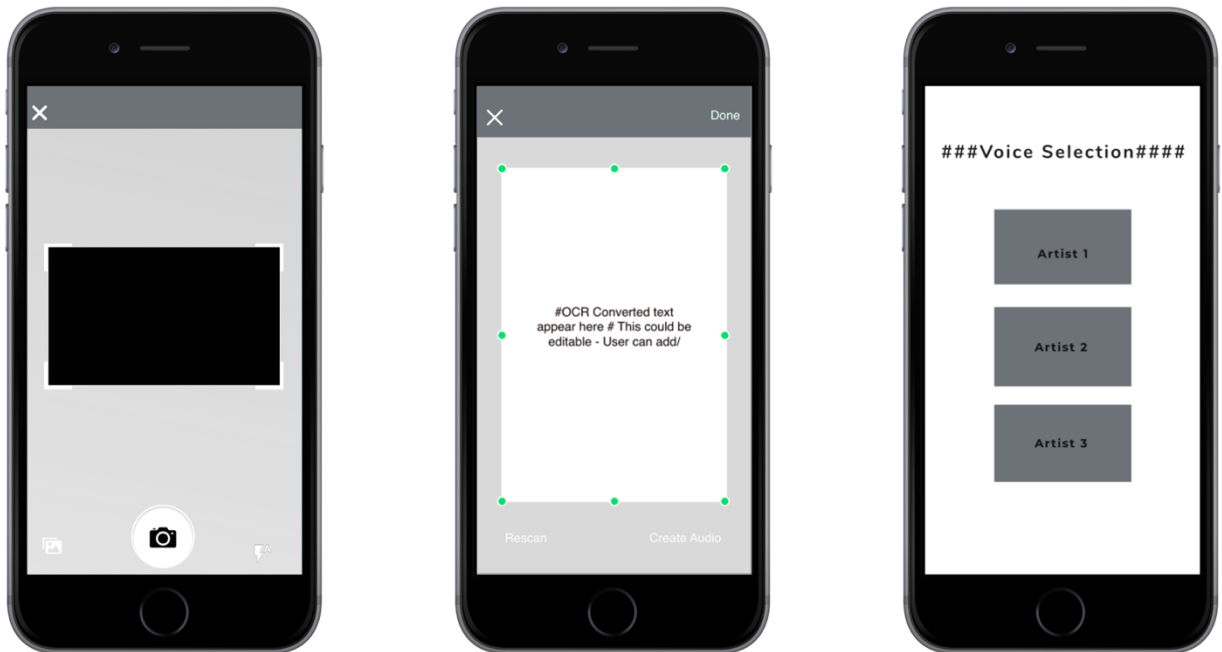 Done
#OCR Converted text
appear here # This could be
editable - User can add/
Rescan
Create Audio
###Voice Selection####
Artist 1
Artist 2
Artist 3